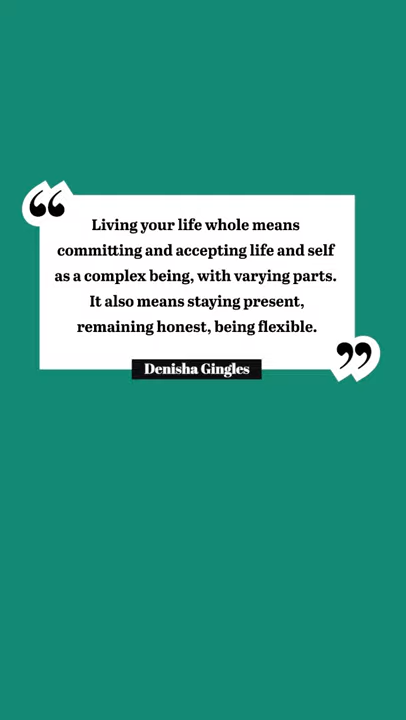 Living your life whole means
committing and accepting life and self
as a complex being, with varying parts.
It also means staying present,
remaining honest, being flexible.
Denisha Gingles